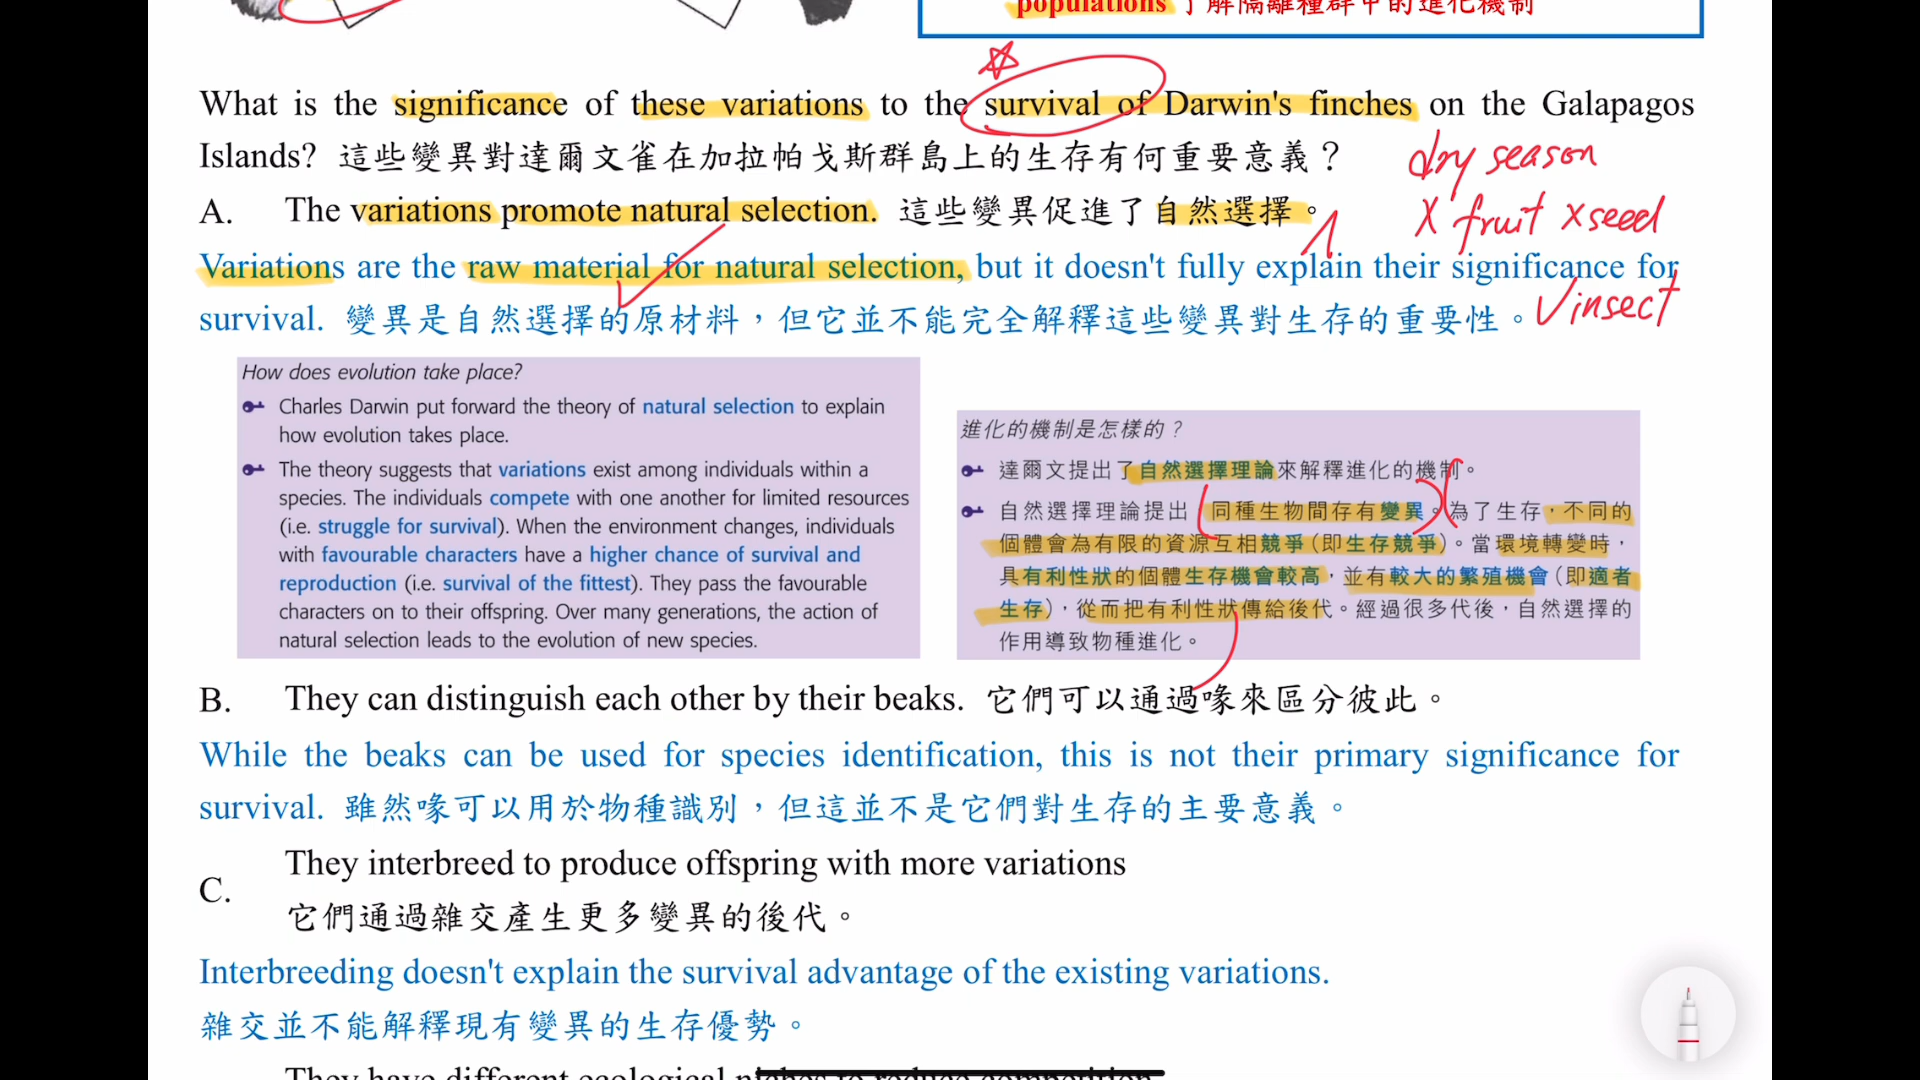 populations 了解隔離種群中的進化機制
What is the significance of these variations to the survival of Darwin's finches on the Galapagos
Islands? 這些變異對達爾文雀在加拉帕戈斯群島上的生存有何重要意義？
dry season
A. The variations promote natural selection. 這些變異促進了自然選擇。
X fruit x seed
Variations are the raw material for natural selection, but it doesn't fully explain their significance for
survival. 變異是自然選擇的原材料，但它並不能完全解釋這些變異對生存的重要性。
√insect
How does evolution take place?
Charles Darwin put forward the theory of natural selection to explain
how evolution takes place.
The theory suggests that variations exist among individuals within a
species. The individuals compete with one another for limited resources
(i.e. struggle for survival). When the environment changes, individuals
with favourable characters have a higher chance of survival and
reproduction (i.e. survival of the fittest). They pass the favourable
characters on to their offspring. Over many generations, the action of
natural selection leads to the evolution of new species.
進化的機制是怎樣的？
達爾文提出了自然選擇理論來解釋進化的機制。
自然選擇理論提出同種生物間存有變異。為了生存，不同的
個體會為有限的資源互相競爭(即生存競爭)。當環境轉變時，
具有利性狀的個體生存機會較高，並有較大的繁殖機會(即適者
生存)，從而把有利性狀傳給後代。經過很多代後，自然選擇的
作用導致物種進化。
B. They can distinguish each other by their beaks. 它們可以通過喙來區分彼此。
While the beaks can be used for species identification, this is not their primary significance for
survival. 雖然喙可以用於物種識別，但這並不是它們對生存的主要意義。
C. They interbreed to produce offspring with more variations
它們通過雜交產生更多變異的後代。
Interbreeding doesn't explain the survival advantage of the existing variations.
雜交並不能解釋現有變異的生存優勢。
They have different ecological niches to reduce competition